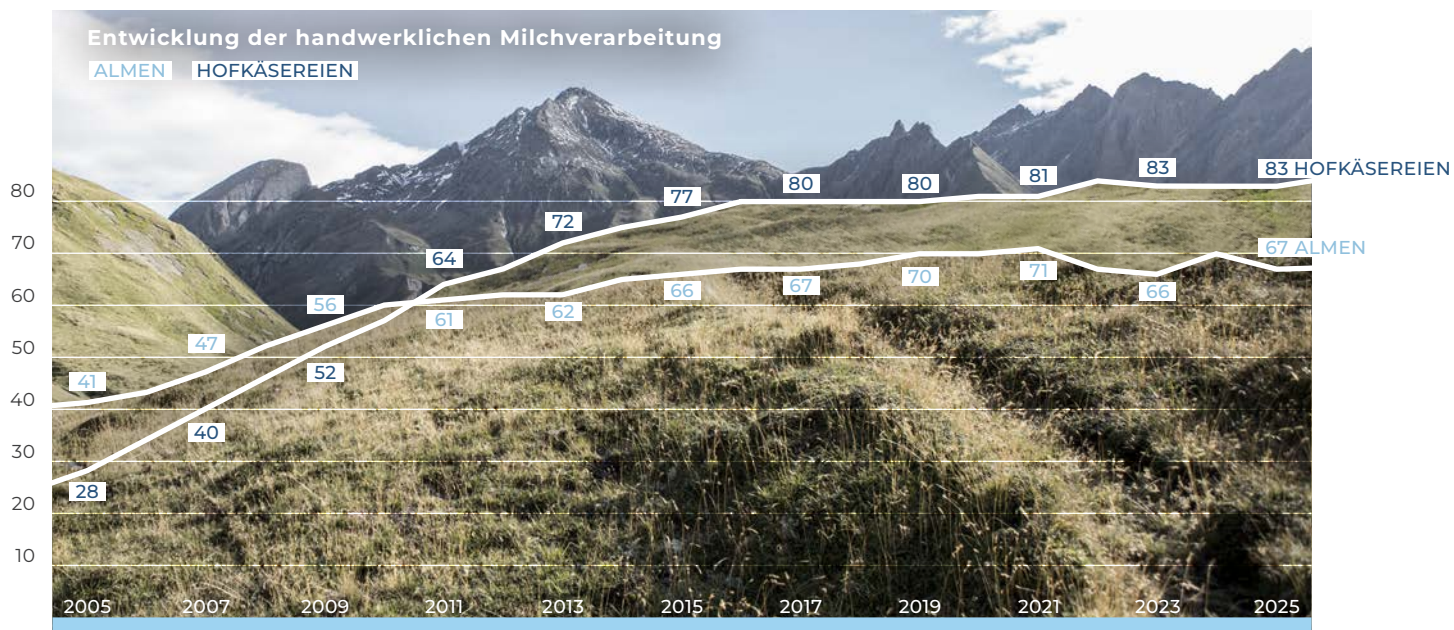 Entwicklung der handwerklichen Milchverarbeitung
ALMEN HOFKÄSEREIEN
80
70
60
50
40
30
20
10
41 47 56 61 62 66 67 70 71 66 67 ALMEN
28 40 52 64 72 77 80 80 81 83 83 HOFKÄSEREIEN
2005 2007 2009 2011 2013 2015 2017 2019 2021 2023 2025